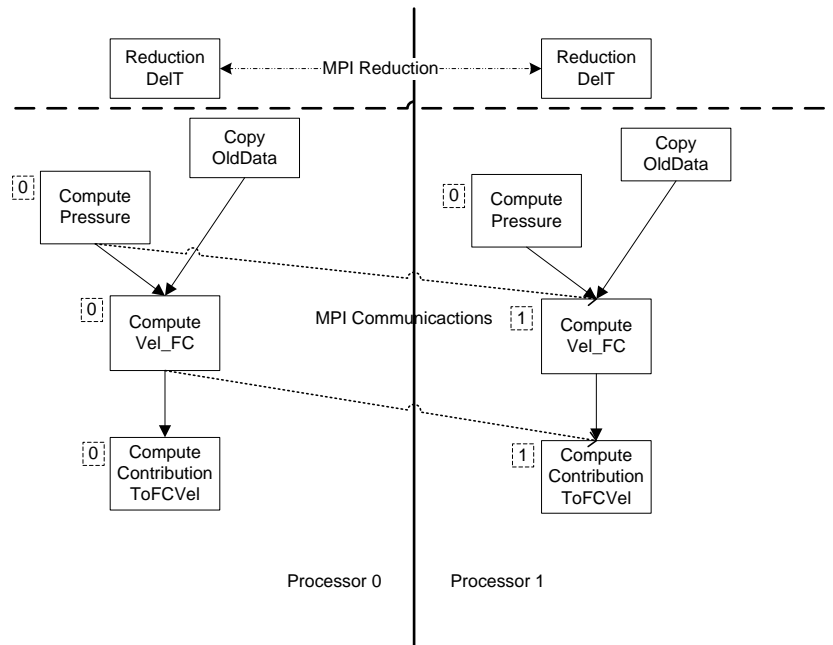 Reduction
DelT
MPI Reduction
Reduction
DelT
Copy
OldData
Copy
OldData
0
Compute
Pressure
0
Compute
Pressure
0
Compute
Vel_FC
MPI Communicactions
1
Compute
Vel_FC
0
Compute
Contribution
ToFCVel
1
Compute
Contribution
ToFCVel
Processor 0
Processor 1